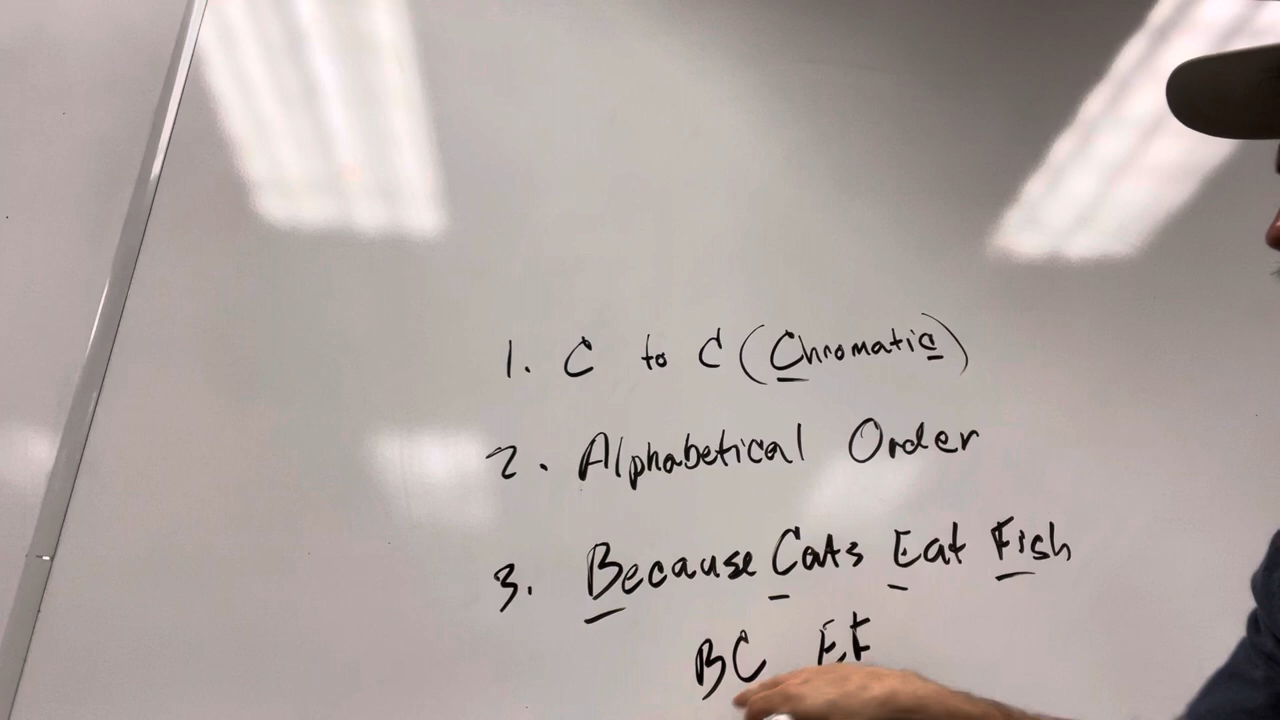 1. C to C (Chromatic)
2. Alphabetical Order
3. Because Cats Eat Fish
BC EF